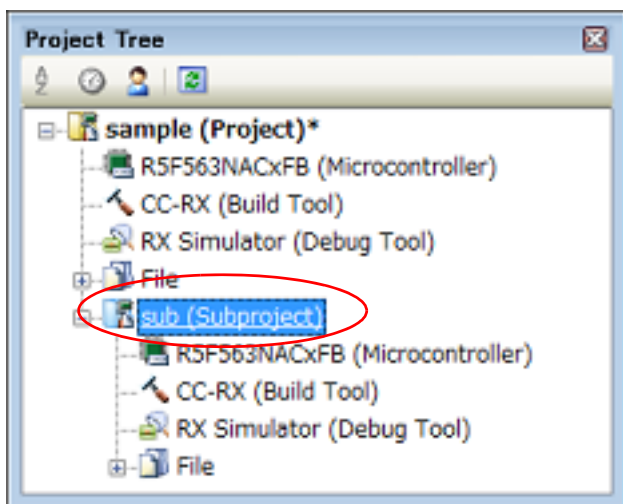 Project Tree
sample (Project)*
R5F563NACxFB (Microcontroller)
CC-RX (Build Tool)
RX Simulator (Debug Tool)
File
sub (Subproject)
R5F563NACxFB (Microcontroller)
CC-RX (Build Tool)
RX Simulator (Debug Tool)
File